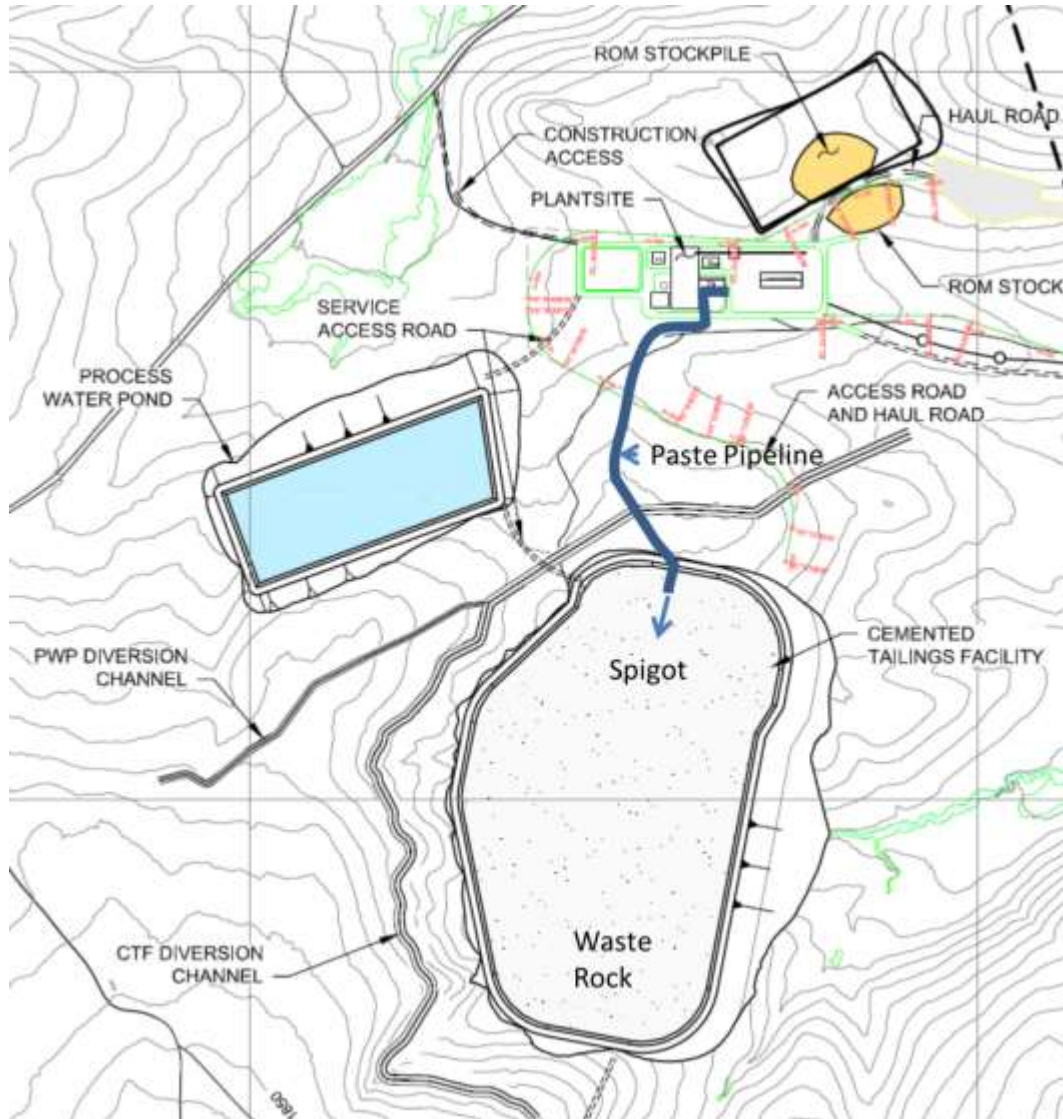 ROM STOCKPILE
HAUL ROAD
CONSTRUCTION
ACCESS
PLANTSITE
ROM STOCK
SERVICE
ACCESS ROAD
PROCESS
WATER POND
ACCESS ROAD
AND HAUL ROAD
Paste Pipeline
PWP DIVERSION
CHANNEL
Spigot
CEMENTED
TAILINGS FACILITY
CTF DIVERSION
CHANNEL
Waste
Rock
1650